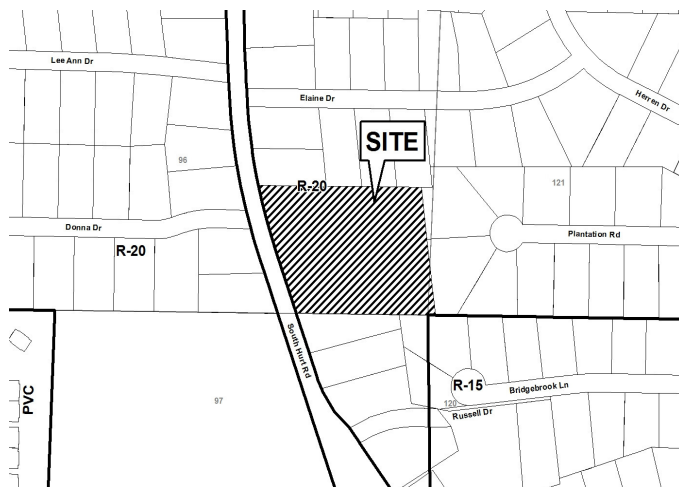 Lee Ann Dr
Elaine Dr
Herren Dr
SITE
96
R-20
121
Donna Dr
Plantation Rd
R-20
South Hurt Rd
R-15
Bridgebrook Ln
PVC
97
120
Russell Dr